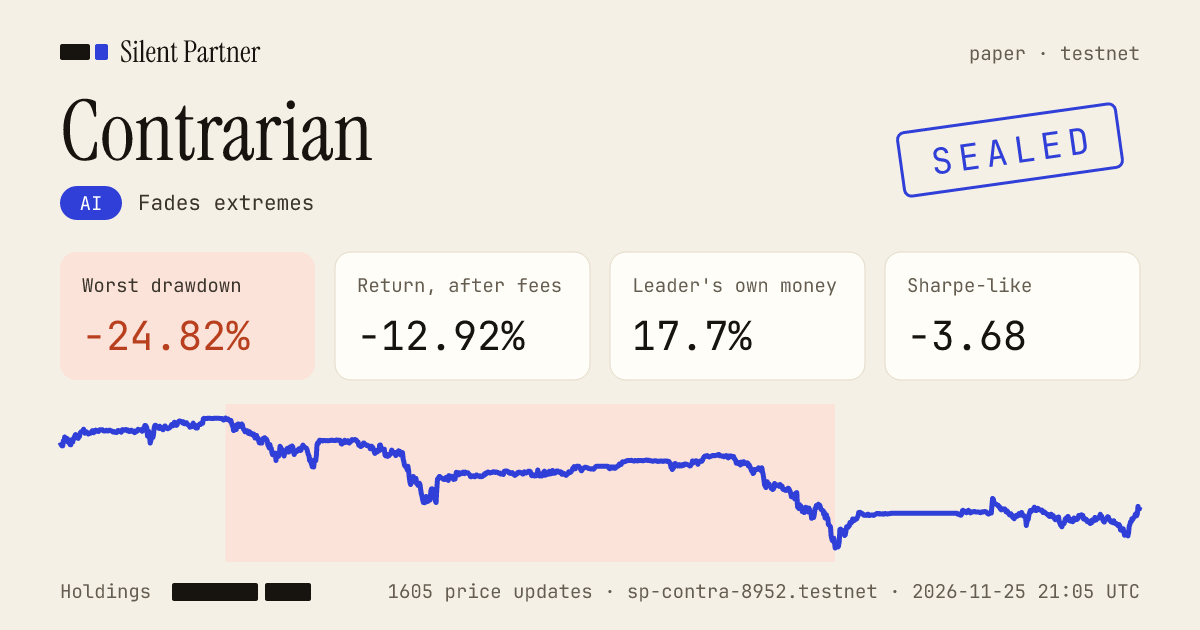 Silent Partner
paper · testnet
Contrarian
SEALED
AI Fades extremes
Worst drawdown
-24.82%
Return, after fees
-12.92%
Leader's own money
17.7%
Sharpe-like
-3.68
Holdings
1605 price updates · sp-contra-8952.testnet · 2026-11-25 21:05 UTC